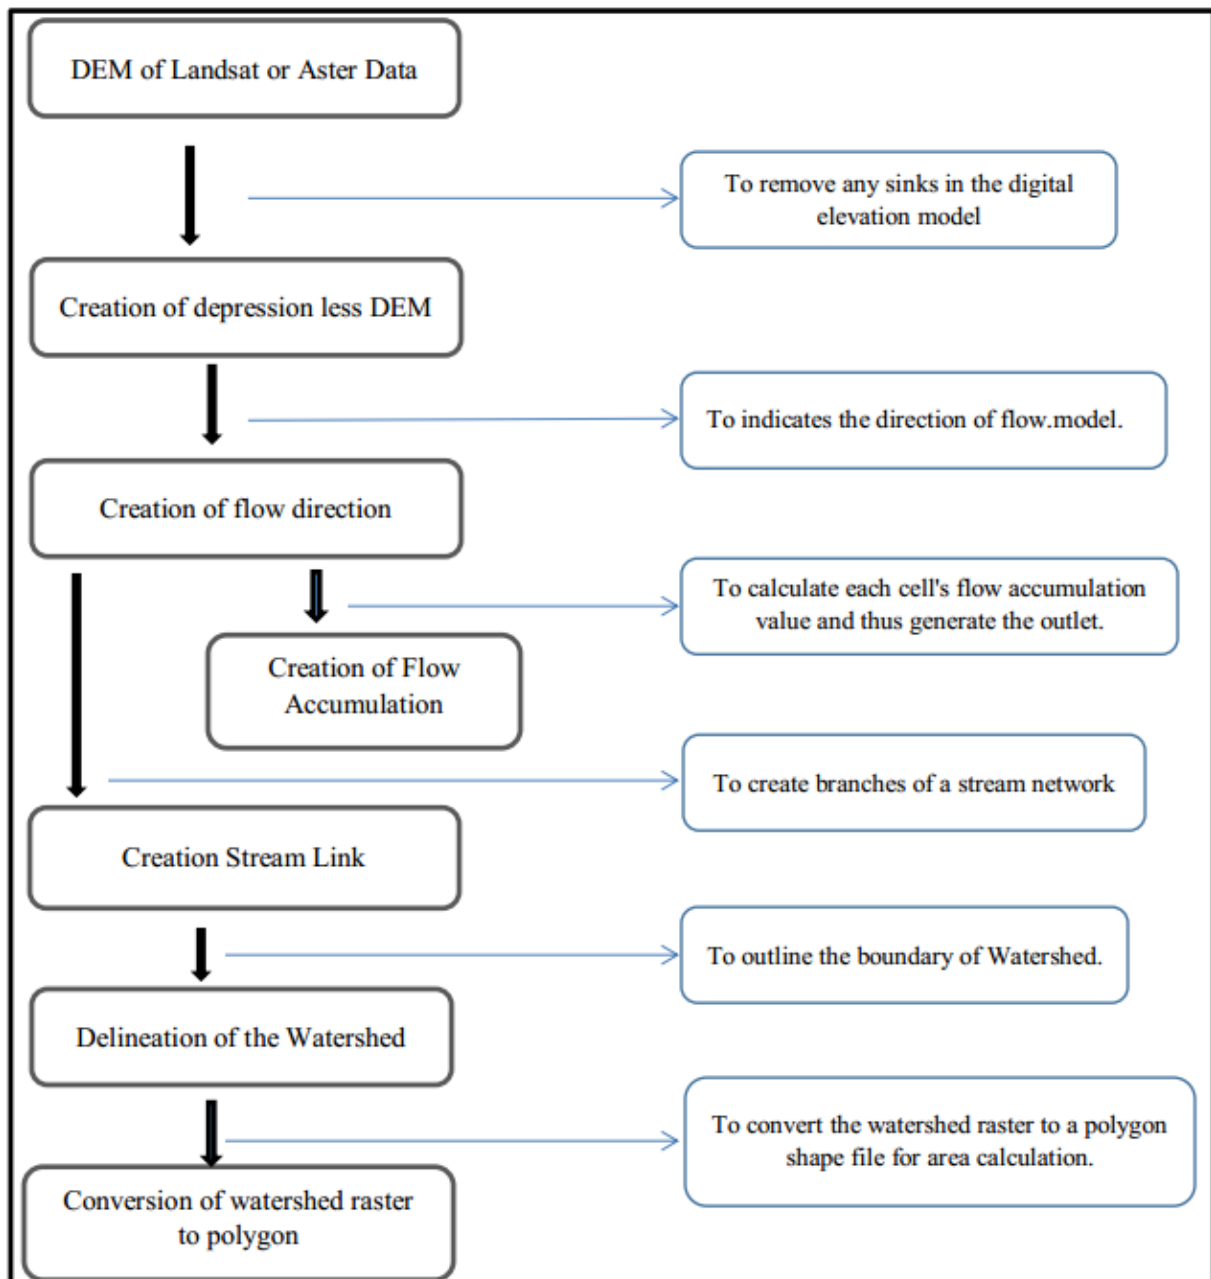 DEM of Landsat or Aster Data
To remove any sinks in the digital
elevation model
Creation of depression less DEM
To indicates the direction of flow.model.
Creation of flow direction
To calculate each cell's flow accumulation
value and thus generate the outlet.
Creation of Flow
Accumulation
To create branches of a stream network
Creation Stream Link
To outline the boundary of Watershed.
Delineation of the Watershed
To convert the watershed raster to a polygon
shape file for area calculation.
Conversion of watershed raster
to polygon